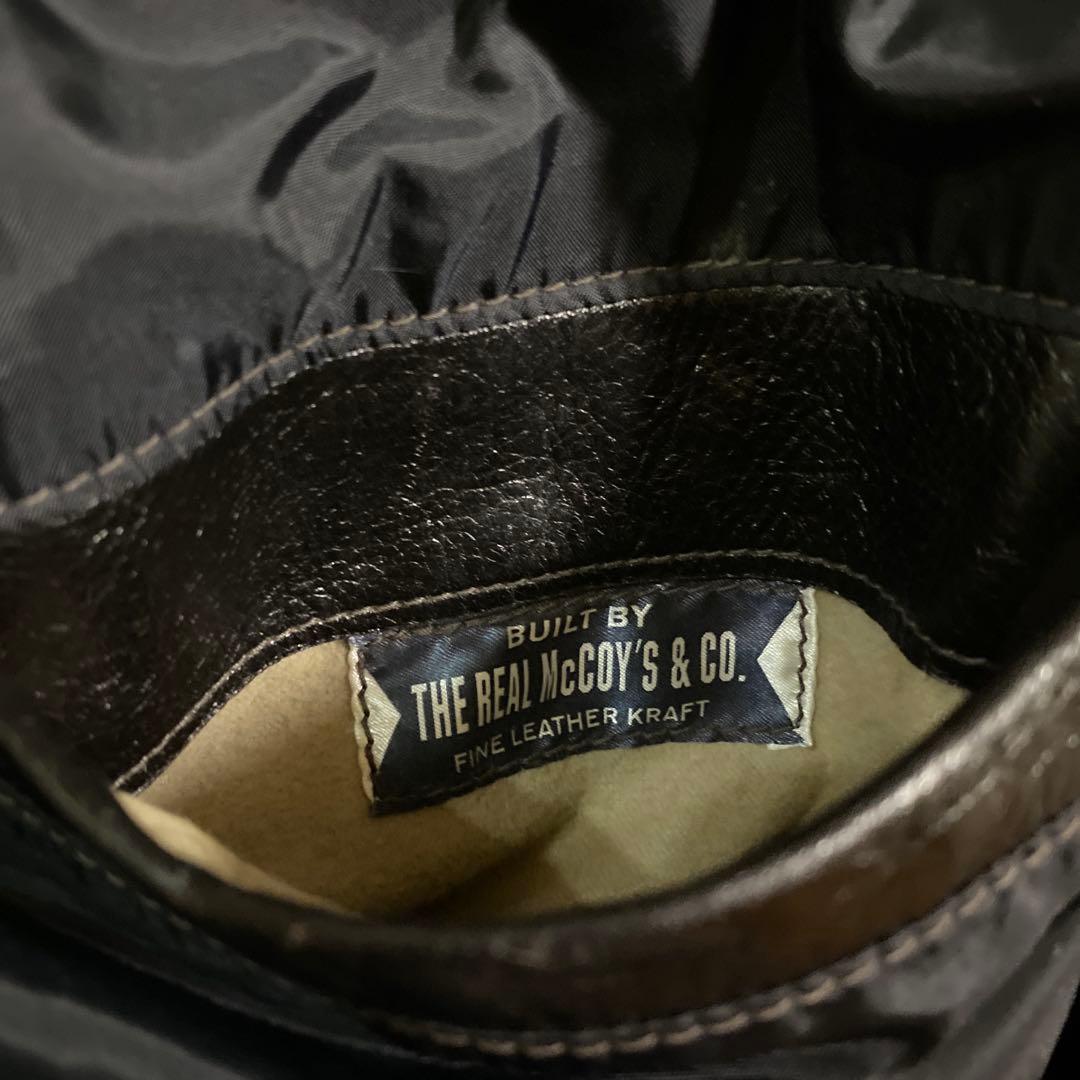 BUILT BY
THE REAL McCOY'S & CO.
FINE LEATHER KRAFT